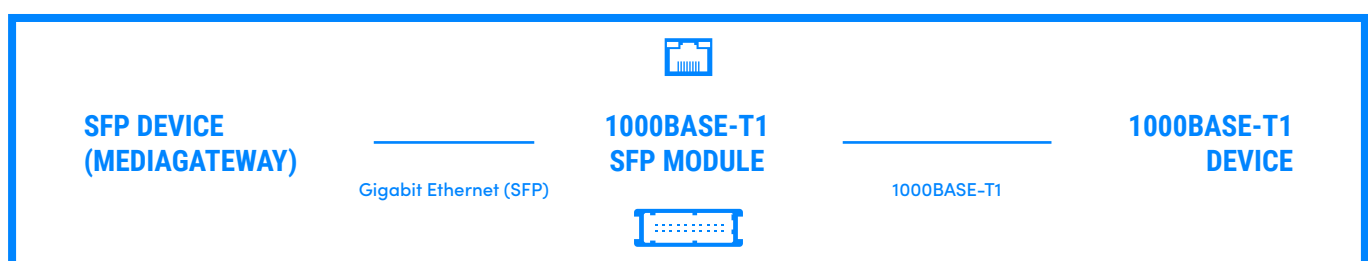 SFP DEVICE
(MEDIAGATEWAY)
Gigabit Ethernet (SFP)
1000BASE-T1
SFP MODULE
1000BASE-T1
1000BASE-T1
DEVICE